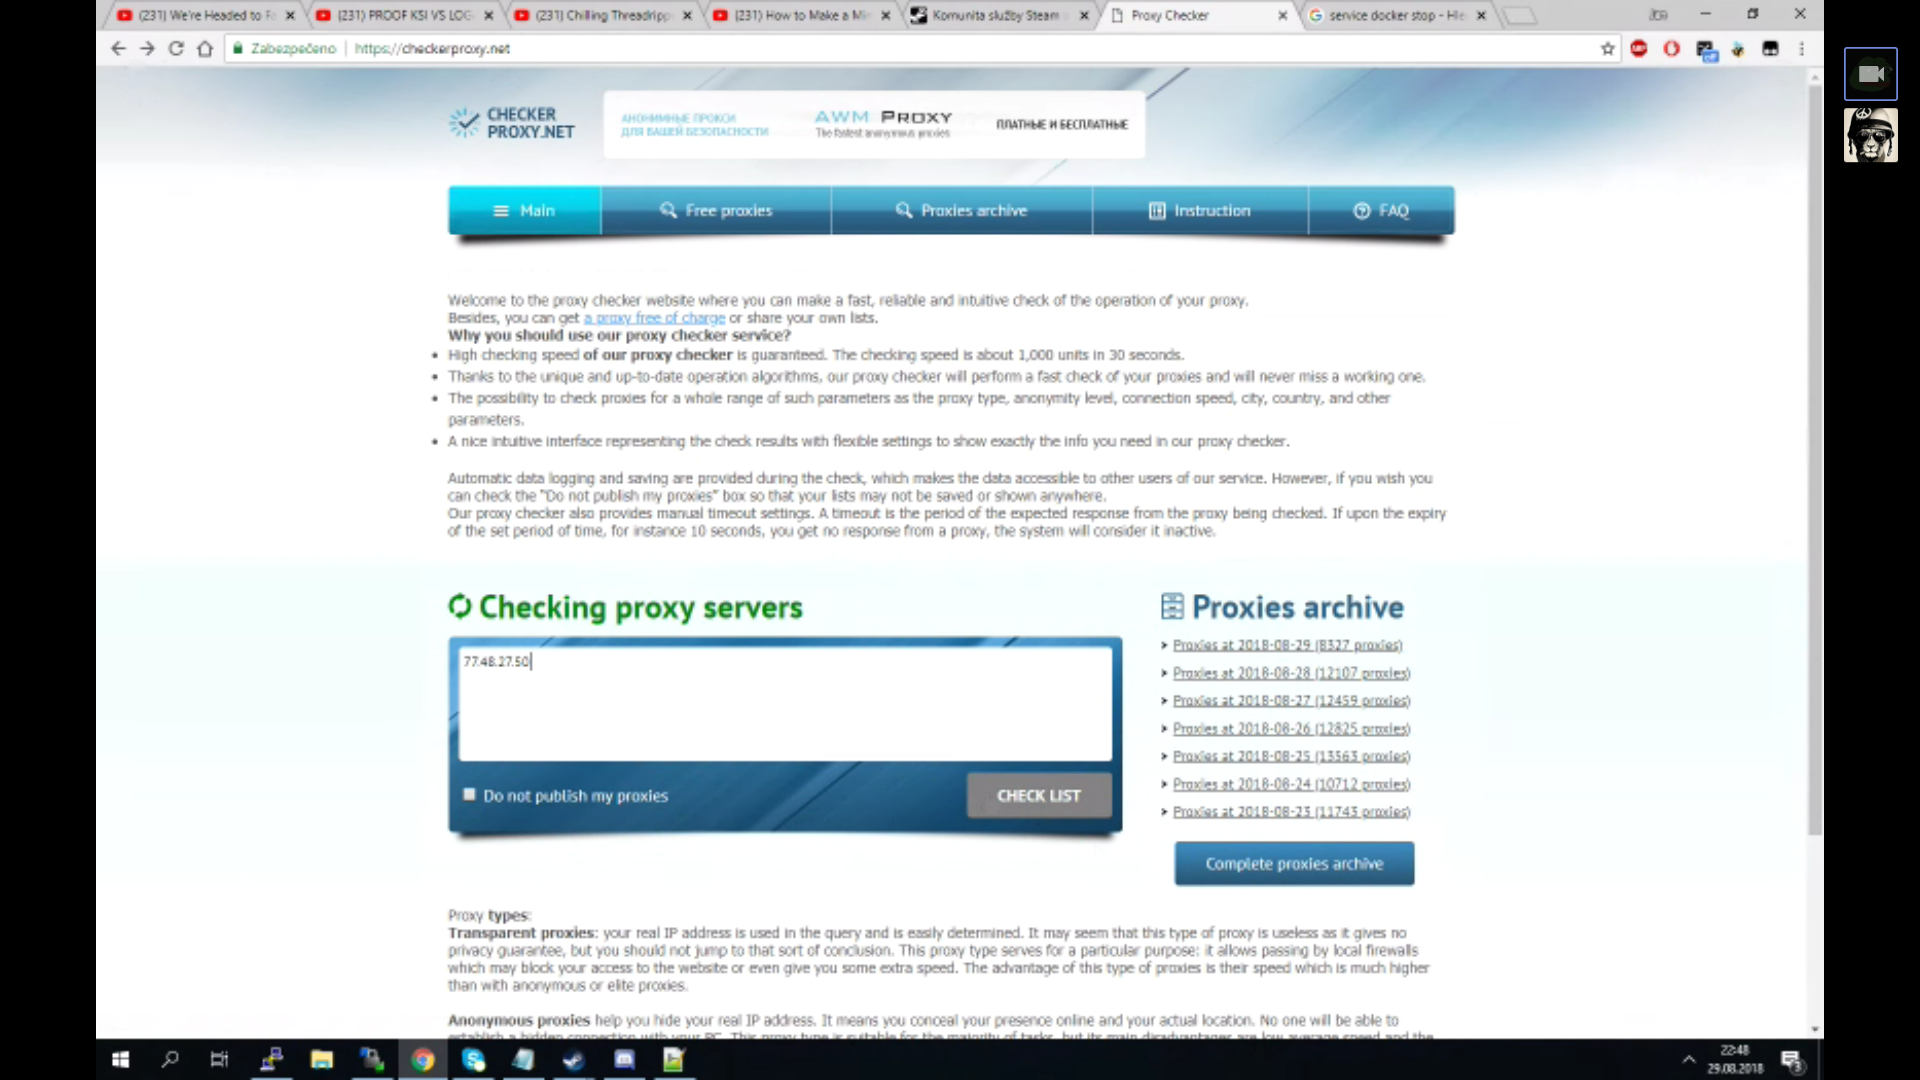 (231) We're Headed to F
(231) PROOF KSI VS LOG
(231) Chilling Threadripp
(231) How to Make a Mi
Komunita služby Steam
Proxy Checker
service docker stop - Hle
Zabezpečeno
https://checkerproxy.net
CHECKER
PROXY.NET
АНОНИМНЫЕ ПРОКСИ
ДЛЯ ВАШЕЙ БЕЗОПАСНОСТИ
AWM PROXY
The fastest anonymous proxies
ПЛАТНЫЕ И БЕСПЛАТНЫЕ
Main
Free proxies
Proxies archive
Instruction
FAQ
Welcome to the proxy checker website where you can make a fast, reliable and intuitive check of the operation of your proxy.
Besides, you can get a proxy free of charge or share your own lists.
Why you should use our proxy checker service?
• High checking speed of our proxy checker is guaranteed. The checking speed is about 1,000 units in 30 seconds.
• Thanks to the unique and up-to-date operation algorithms, our proxy checker will perform a fast check of your proxies and will never miss a working one.
• The possibility to check proxies for a whole range of such parameters as the proxy type, anonymity level, connection speed, city, country, and other
parameters.
• A nice intuitive interface representing the check results with flexible settings to show exactly the info you need in our proxy checker.
Automatic data logging and saving are provided during the check, which makes the data accessible to other users of our service. However, if you wish you
can check the "Do not publish my proxies" box so that your lists may not be saved or shown anywhere.
Our proxy checker also provides manual timeout settings. A timeout is the period of the expected response from the proxy being checked. If upon the expiry
of the set period of time, for instance 10 seconds, you get no response from a proxy, the system will consider it inactive.
Checking proxy servers
77.48.27.50
Do not publish my proxies
CHECK LIST
Proxies archive
Proxies at 2018-08-29 (8327 proxies)
Proxies at 2018-08-28 (12107 proxies)
Proxies at 2018-08-27 (12459 proxies)
Proxies at 2018-08-26 (12825 proxies)
Proxies at 2018-08-25 (13563 proxies)
Proxies at 2018-08-24 (10712 proxies)
Proxies at 2018-08-23 (11743 proxies)
Complete proxies archive
Proxy types:
Transparent proxies: your real IP address is used in the query and is easily determined. It may seem that this type of proxy is useless as it gives no
privacy guarantee, but you should not jump to that sort of conclusion. This proxy type serves for a particular purpose: it allows passing by local firewalls
which may block your access to the website or even give you some extra speed. The advantage of this type of proxies is their speed which is much higher
than with anonymous or elite proxies.
Anonymous proxies help you hide your real IP address. It means you conceal your presence online and your actual location. No one will be able to
22:48
29.08.2018